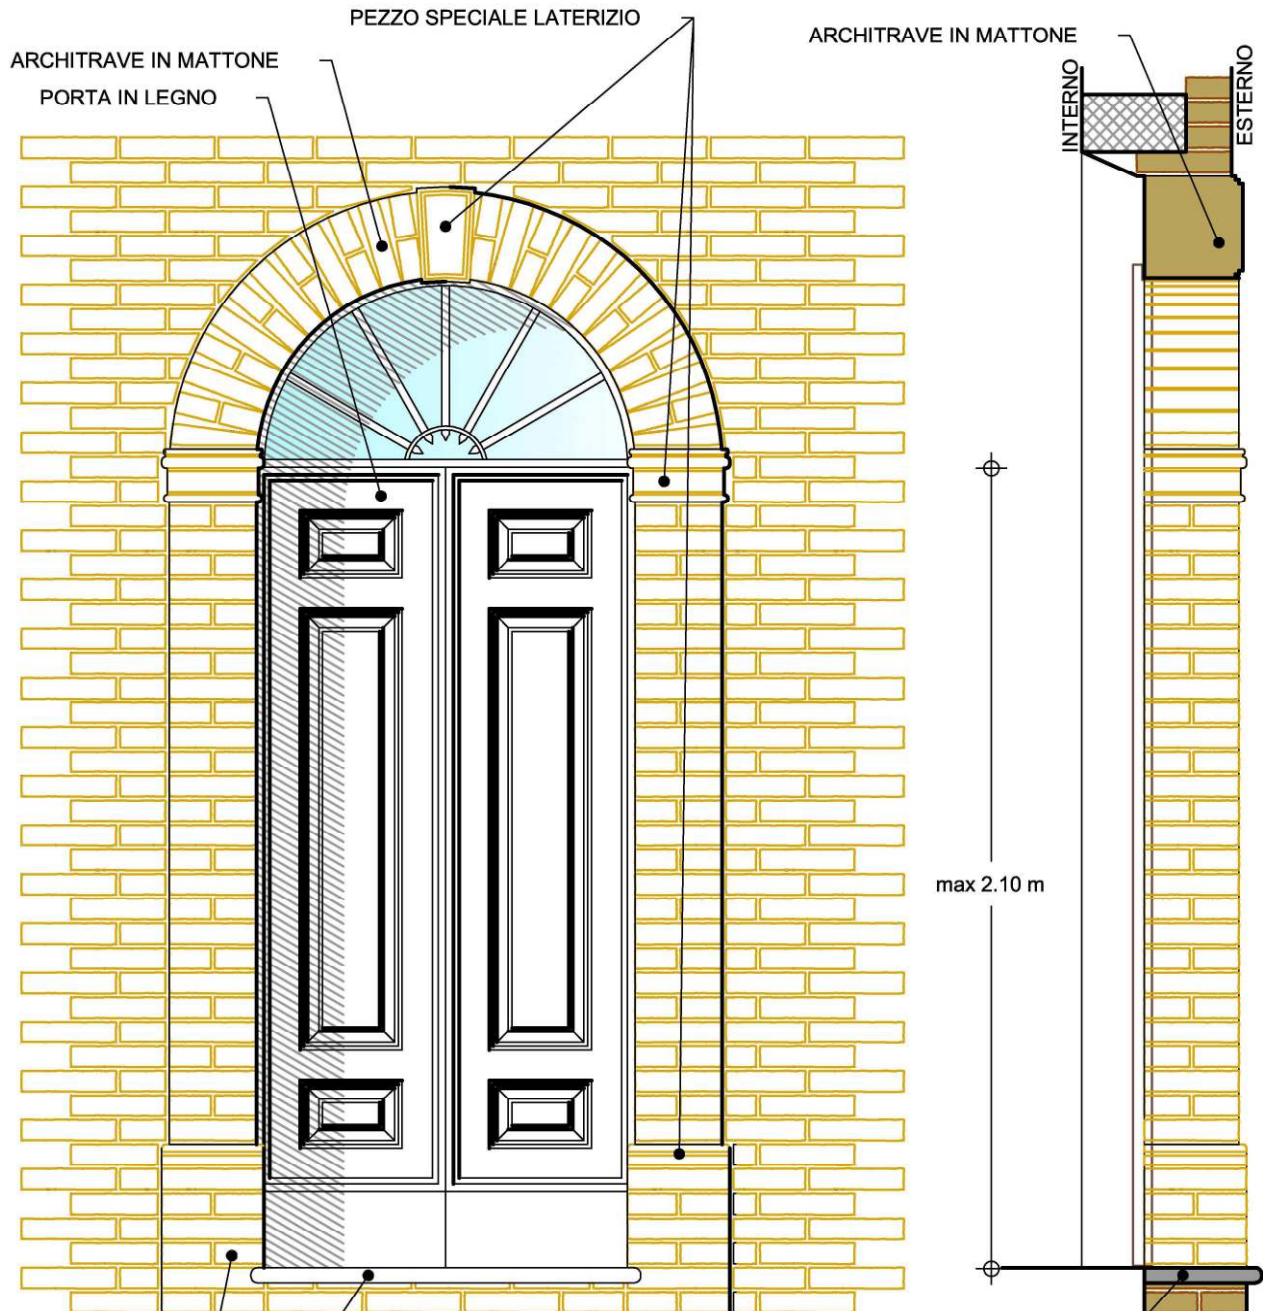 PEZZO SPECIALE LATERIZIO
ARCHITRAVE IN MATTONE
ARCHITRAVE IN MATTONE
PORTA IN LEGNO
INTERNO
ESTERNO
max 2.10 m